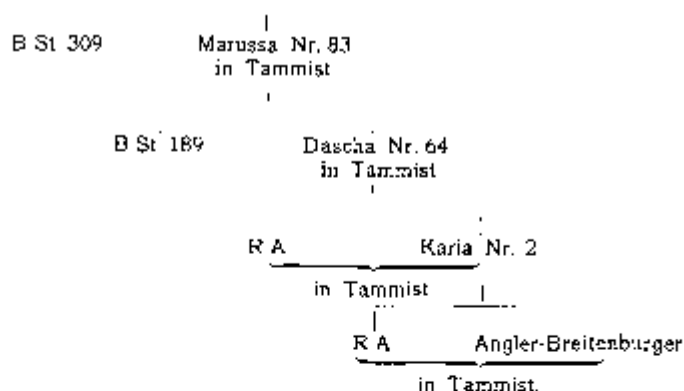 B St 309 Marussa Nr. 83
in Tammist
B St 189 Dascha Nr. 64
in Tammist
R A Karia Nr. 2
in Tammist
R A Angler-Breitenburger
in Tammist.